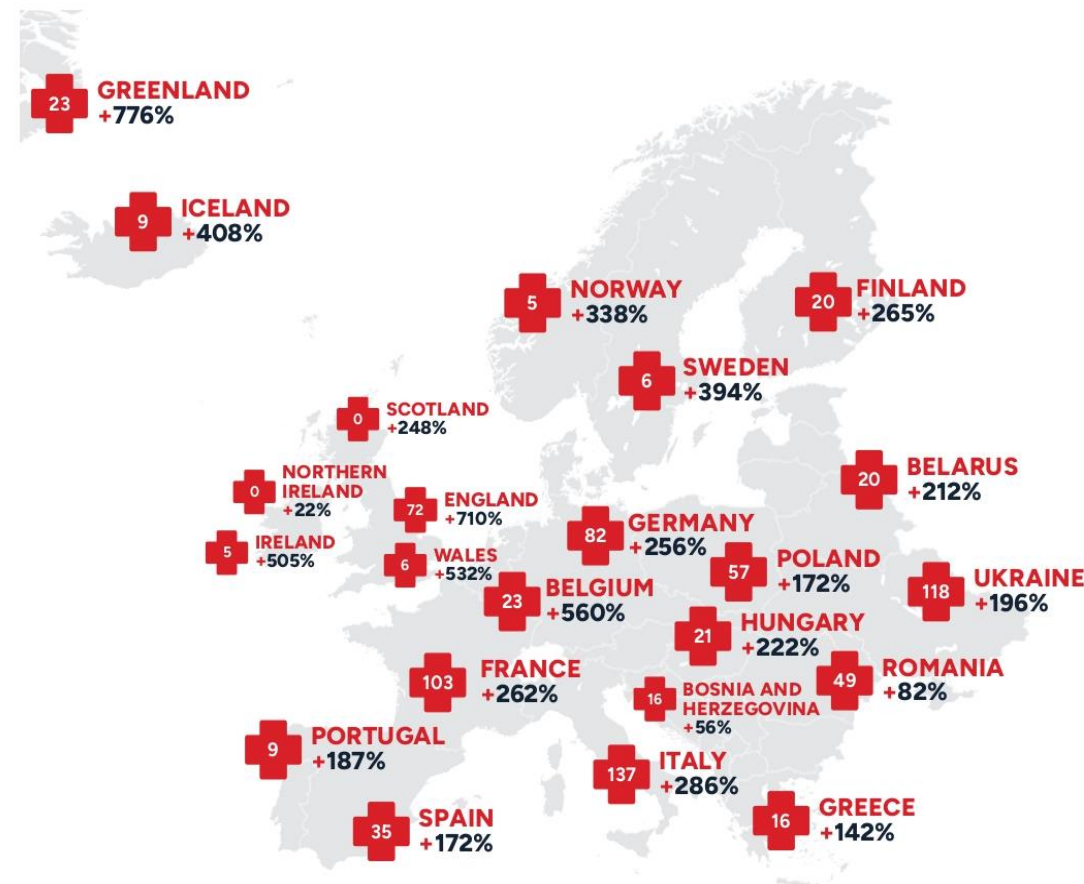 23
GREENLAND
+776%
9
ICELAND
+408%
5
NORWAY
+338%
20
FINLAND
+265%
6
SWEDEN
+394%
0
SCOTLAND
+248%
0
NORTHERN
IRELAND
+22%
72
ENGLAND
+710%
5
IRELAND
+505%
6
WALES
+532%
20
BELARUS
+212%
82
GERMANY
+256%
57
POLAND
+172%
118
UKRAINE
+196%
23
BELGIUM
+560%
21
HUNGARY
+222%
103
FRANCE
+262%
16
BOSNIA AND
HERZEGOVINA
+56%
49
ROMANIA
+82%
9
PORTUGAL
+187%
137
ITALY
+286%
35
SPAIN
+172%
16
GREECE
+142%